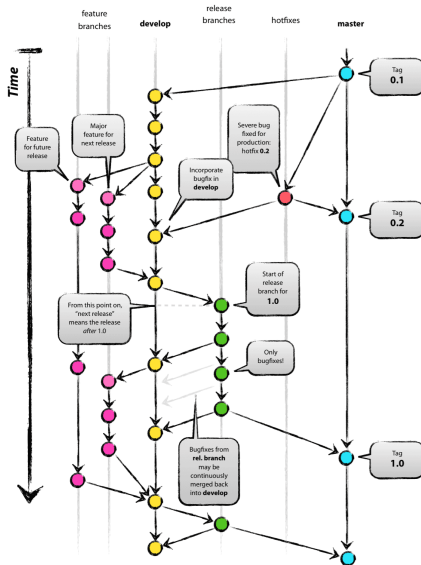 feature
branches
develop
release
branches
hotfixes
master
Time
Tag
0.1
Major
feature for
next release
Feature
for future
release
Severe bug
fixed for
production:
hotfix 0.2
Incorporate
bugfix in
develop
Tag
0.2
Start of
release
branch for
1.0
From this point on,
“next release”
means the release
after 1.0
Only
bugfixes!
Bugfixes from
rel. branch
may be
continuously
merged back
into develop
Tag
1.0